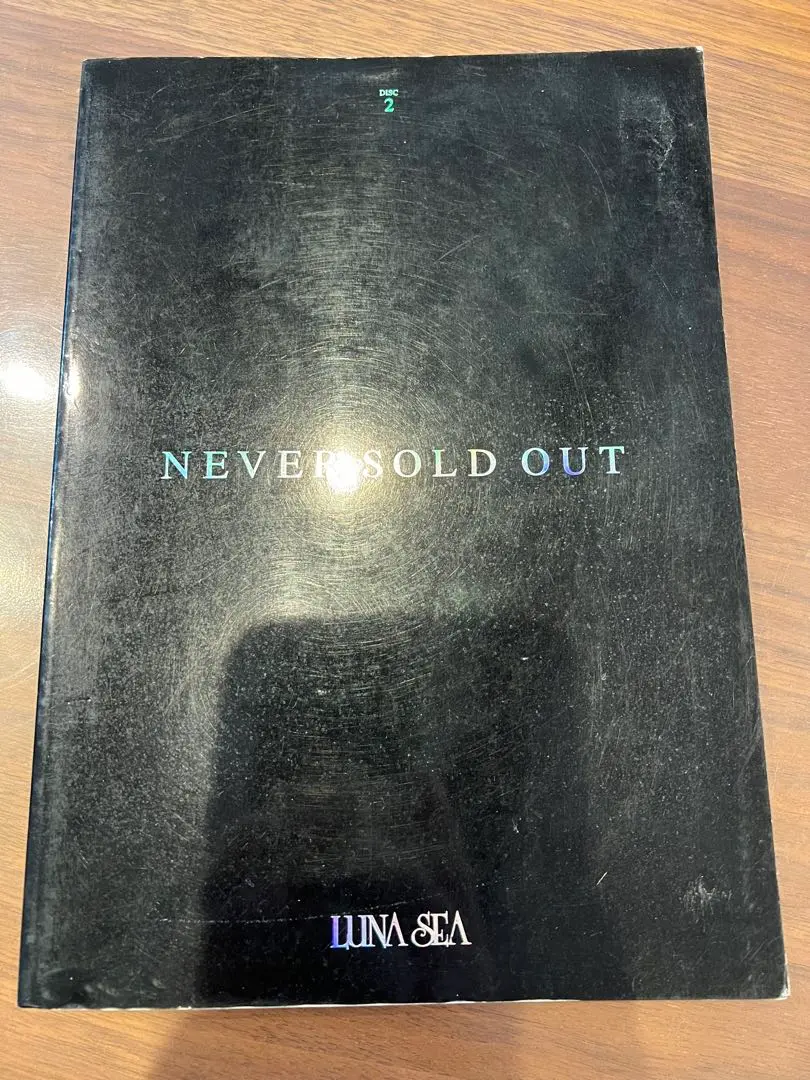 DISC
2
NEVER SOLD OUT
LUNA SEA